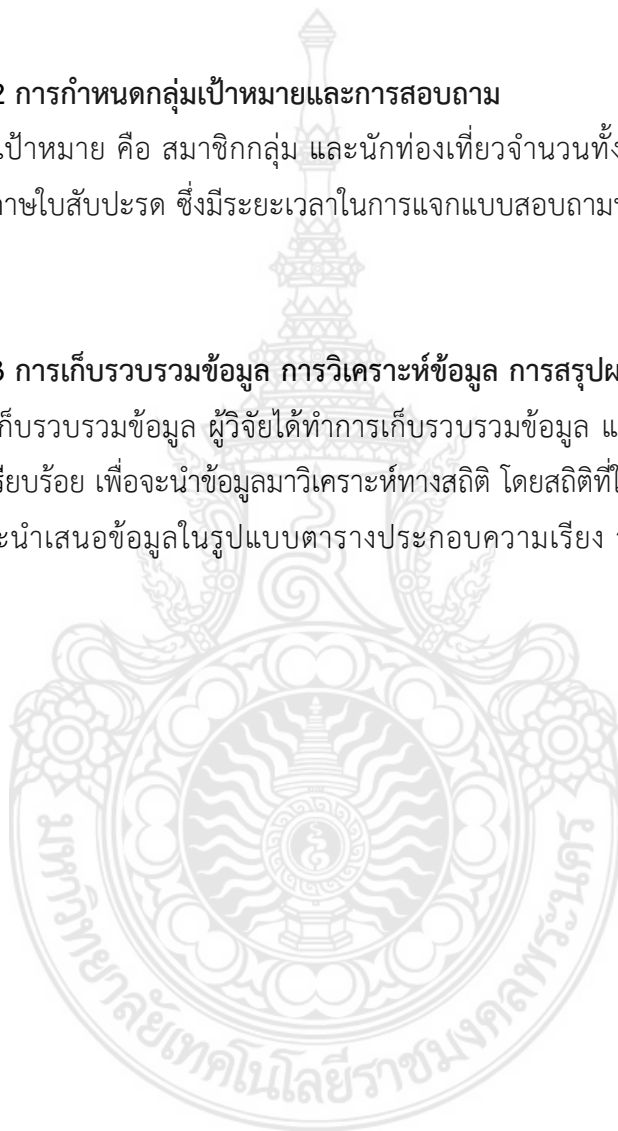 2 การกำหนดกลุ่มเป้าหมายและการสอบถาม
เป้าหมาย คือ สมาชิกกลุ่ม และนักท่องเที่ยวจำนวนทั้ง
ใบสับปะรด ซึ่งมีระยะเวลาในการแจกแบบสอบถาม
3 การเก็บรวบรวมข้อมูล การวิเคราะห์ข้อมูล การสรุปผ
ก็บรวบรวมข้อมูล ผู้วิจัยได้ทำการเก็บรวบรวมข้อมูล แ
รียบร้อย เพื่อจะนำข้อมูลมาวิเคราะห์ทางสถิติ โดยสถิติที่ใ
ะนำเสนอข้อมูลในรูปแบบตารางประกอบความเรียง
มหาวิทยาลัยเทคโนโลยีราชมงคลพระนคร